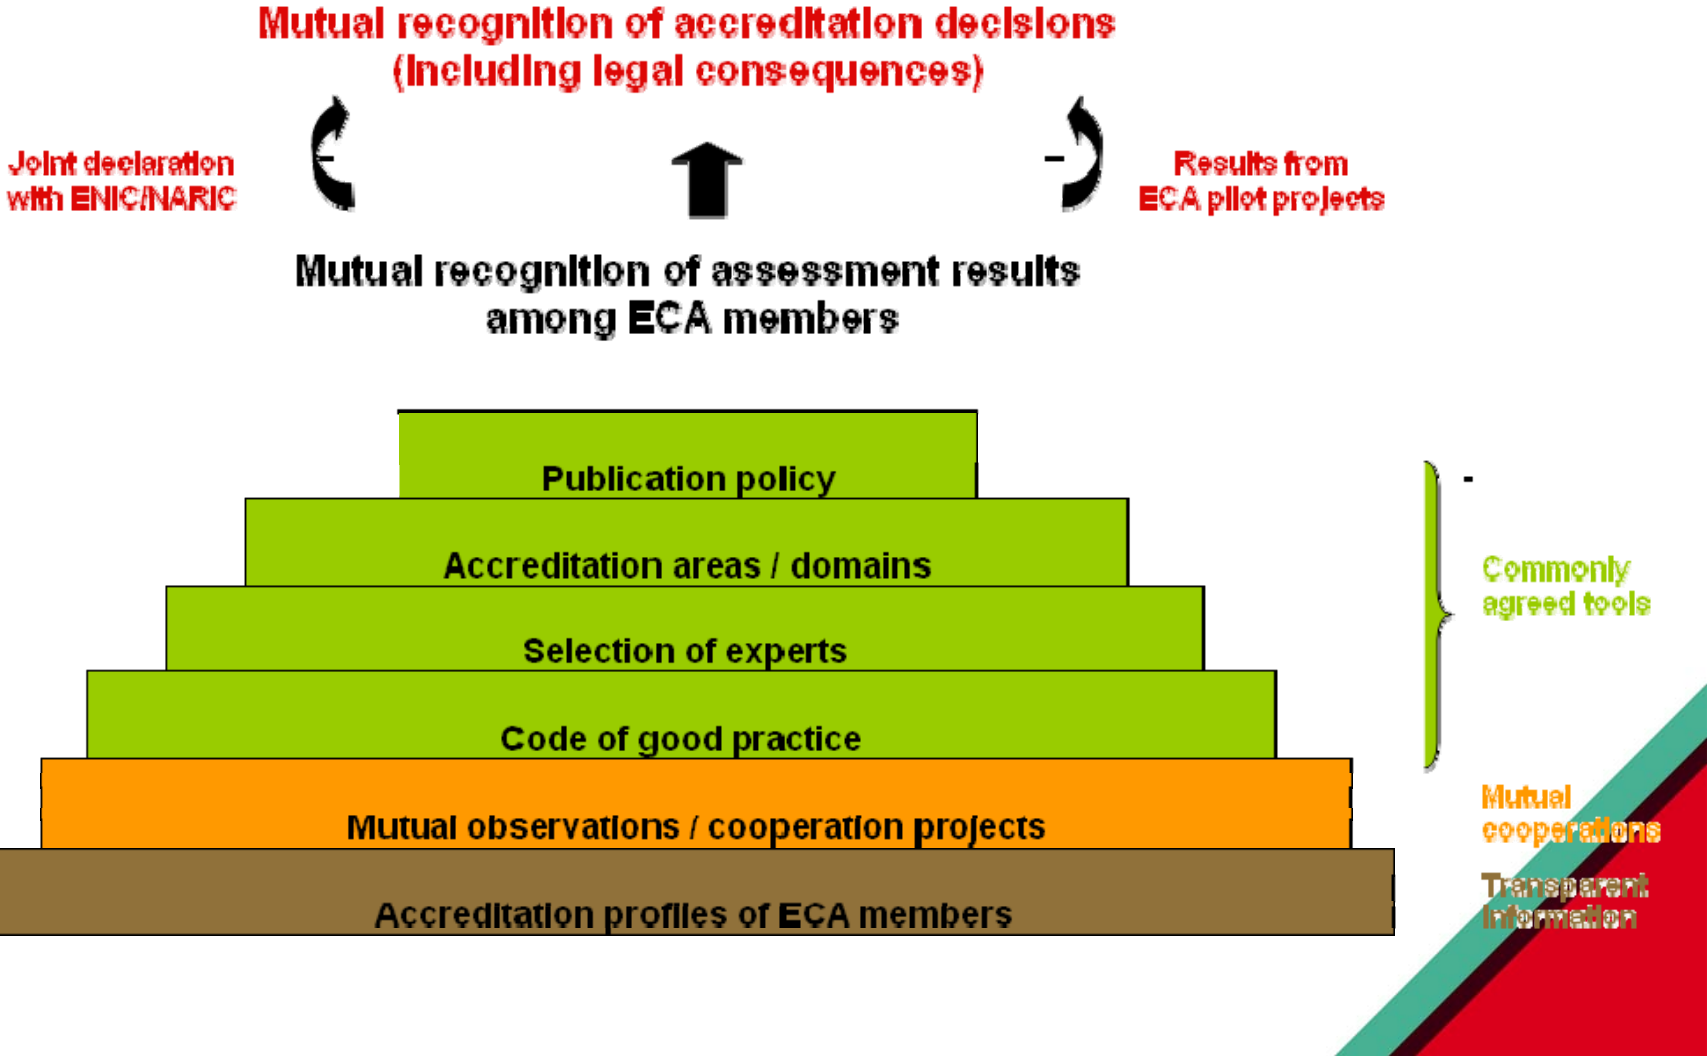 Mutual recognition of accreditation decisions
(including legal consequences)
Joint declaration
with ENIC/NARIC
Results from
ECA pilot projects
Mutual recognition of assessment results
among ECA members
Publication policy
Accreditation areas / domains
Selection of experts
Code of good practice
Mutual observations / cooperation projects
Accreditation profiles of ECA members
Commonly
agreed tools
Mutual
cooperations
Transparent
information